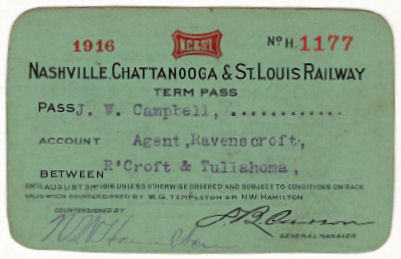 1916 N.C.&ST.L. No H. 1177
NASHVILLE, CHATTANOOGA & ST. LOUIS RAILWAY
TERM PASS
PASS J. W. Campbell,/............
ACCOUNT Agent, Ravenscroft,
BETWEEN R'Croft & Tullahoma,
UNTIL AUGUST 31ST 1916 UNLESS OTHERWISE ORDERED AND SUBJECT TO CONDITIONS ON BACK
VALID WHEN COUNTERSIGNED BY W.G. TEMPLETON OR N.W. HAMILTON
COUNTERSIGNED BY
GENERAL MANAGER